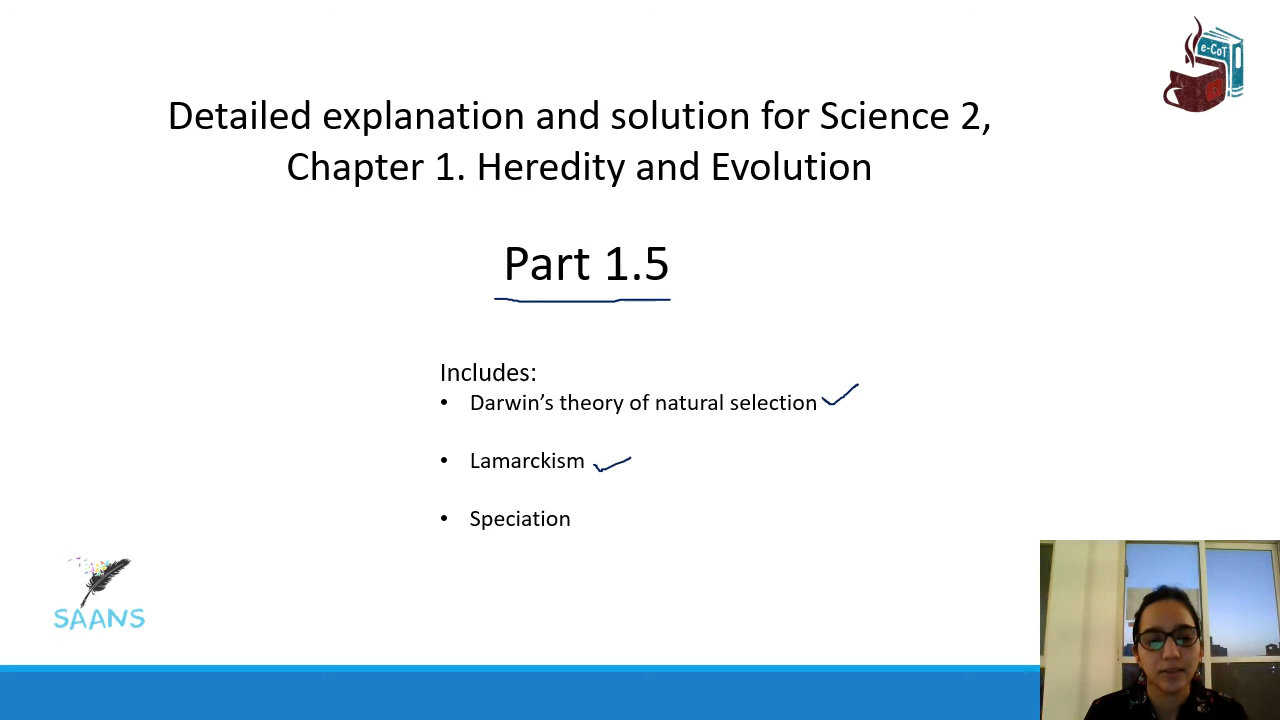 e-CoT
Detailed explanation and solution for Science 2,
Chapter 1. Heredity and Evolution
Part 1.5
Includes:
• Darwin’s theory of natural selection
• Lamarckism
• Speciation
SAANS